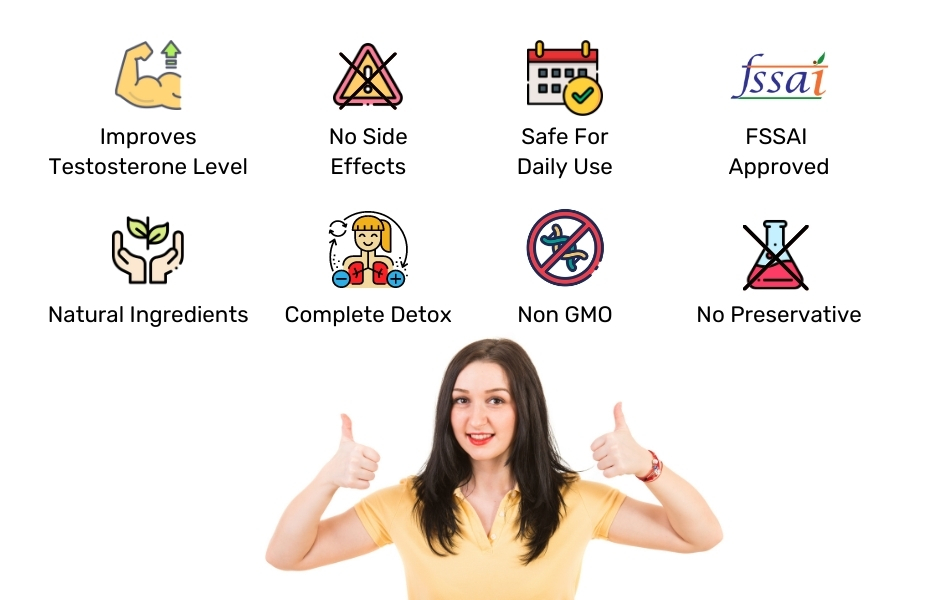 fssai
Improves
Testosterone Level
No Side
Effects
Safe For
Daily Use
FSSAI
Approved
Natural Ingredients
Complete Detox
Non GMO
No Preservative